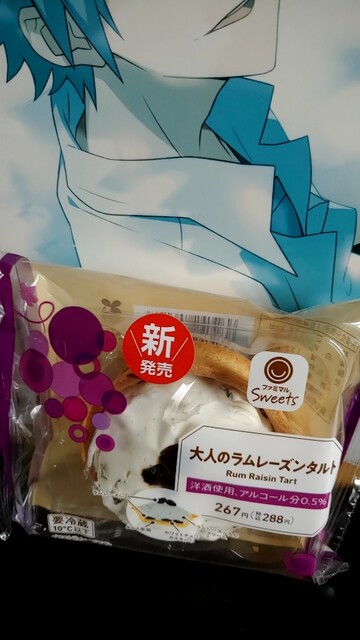 新
発売
ファミマル
Sweets
大人のラムレーズンタルト
Rum Raisin Tart
洋酒使用、アルコール分0.5%
267円(税込288円)
要冷蔵
10℃以下